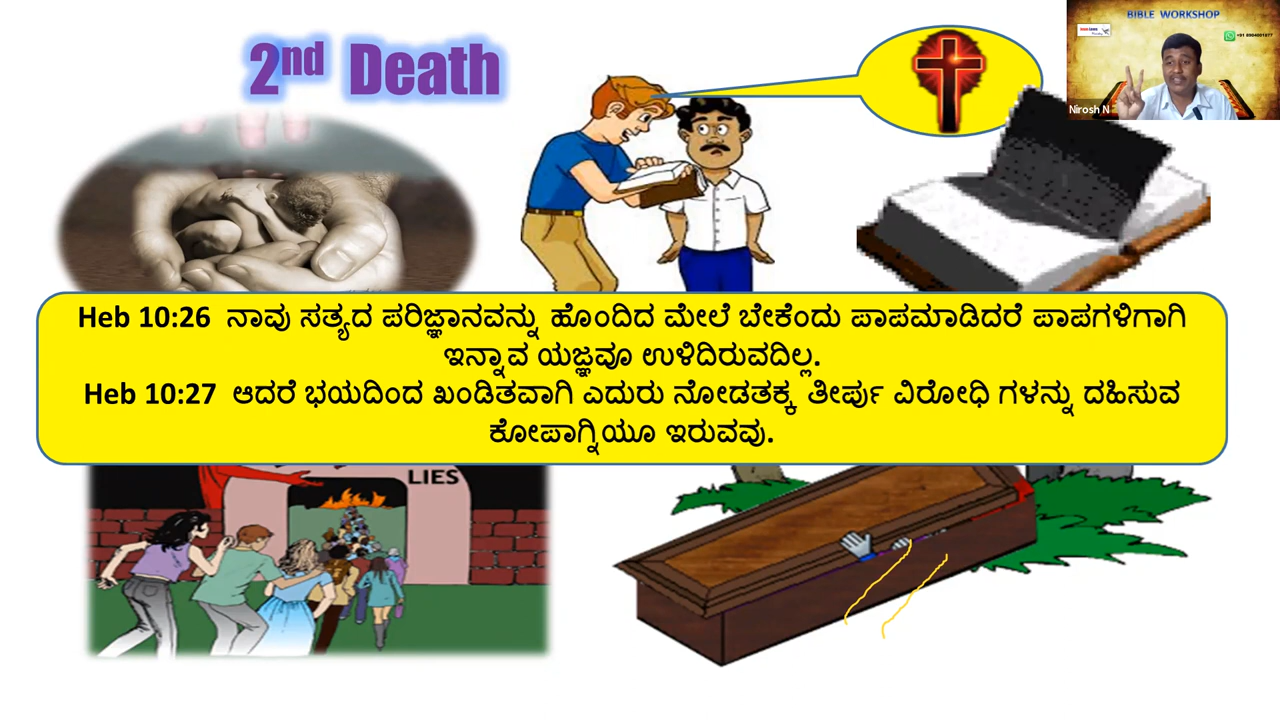 BIBLE WORKSHOP
2nd Death
Nirosh N
Heb 10:26 ನಾವು ಸತ್ಯದ ಪರಿಜ್ಞಾನವನ್ನು ಹೊಂದಿದ ಮೇಲೆ ಬೇಕೆಂದು ಪಾಪಮಾಡಿದರೆ ಪಾಪಗಳಿಗಾಗಿ
ಇನ್ನಾವ ಯಜ್ಞವೂ ಉಳಿದಿರುವದಿಲ್ಲ.
Heb 10:27 ಆದರೆ ಭಯದಿಂದ ಖಂಡಿತವಾಗಿ ಎದುರು ನೋಡತಕ್ಕ ತೀರ್ಪು ವಿರೋಧಿ ಗಳನ್ನು ದಹಿಸುವ
ಕೋಪಾಗ್ನಿಯೂ ಇರುವವು.
LIES